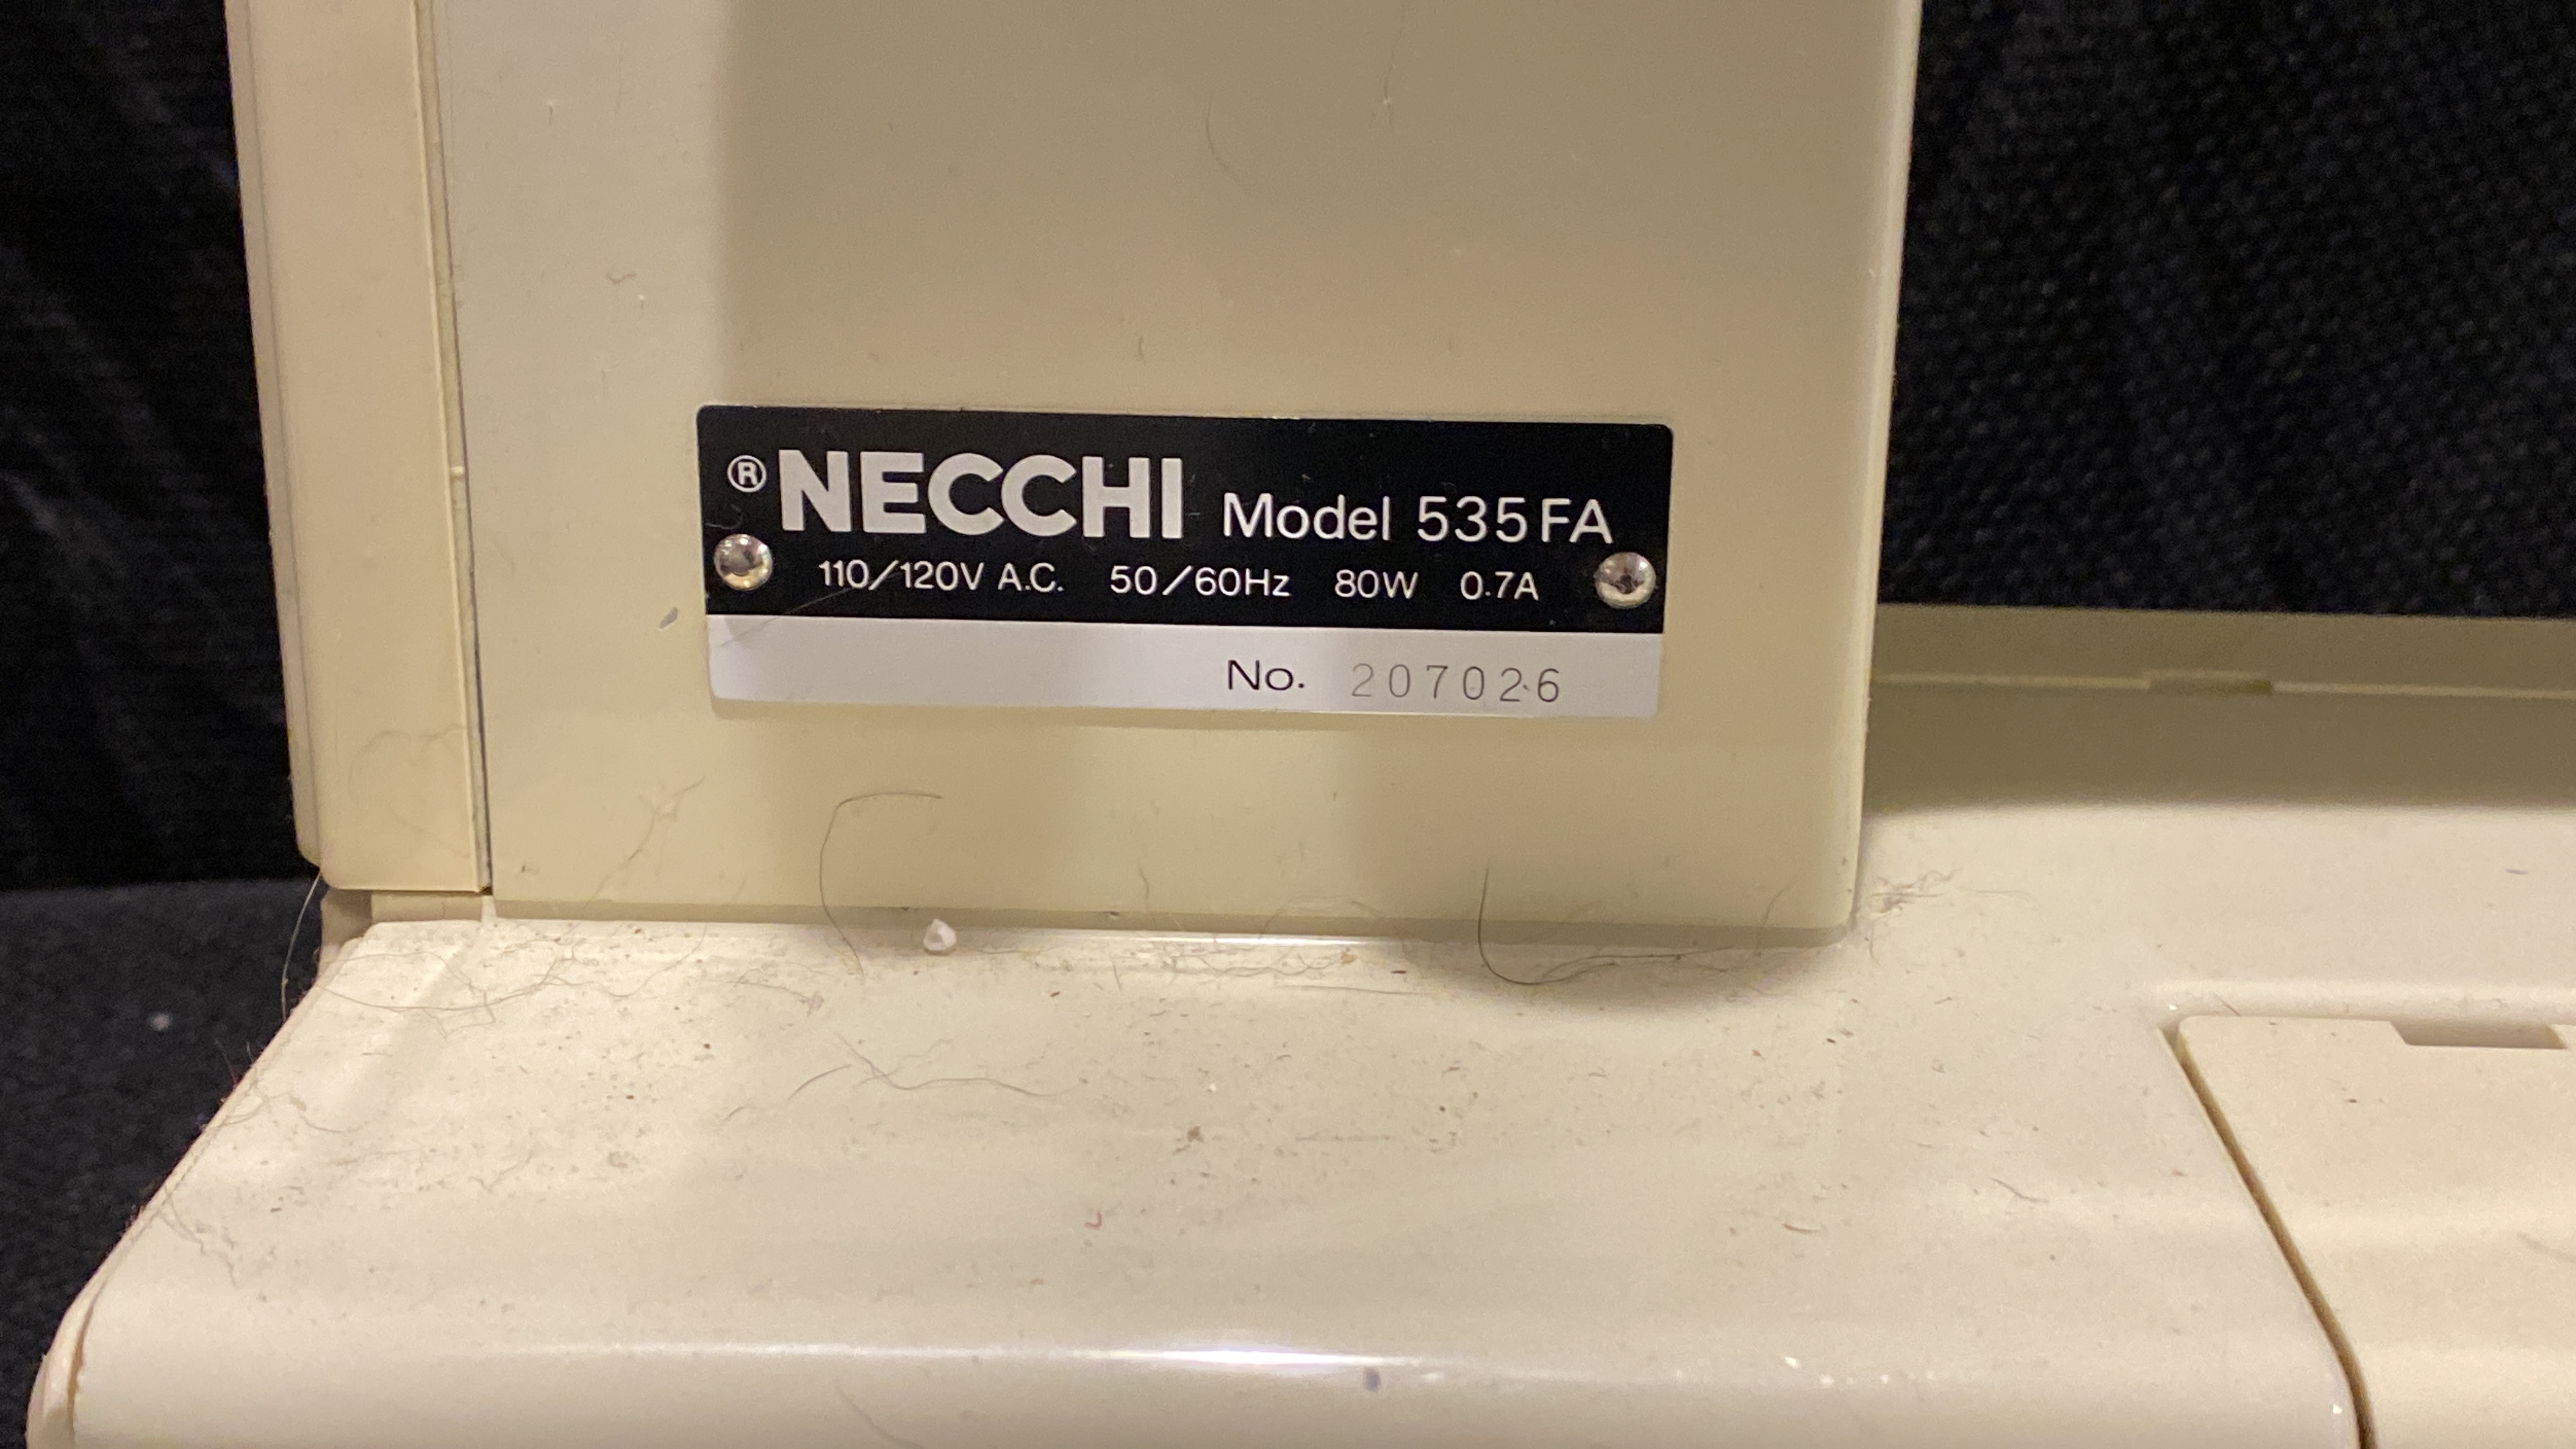 ® NECCHI Model 535FA
110/120V A.C. 50/60Hz 80W 0.7A
No. 207026